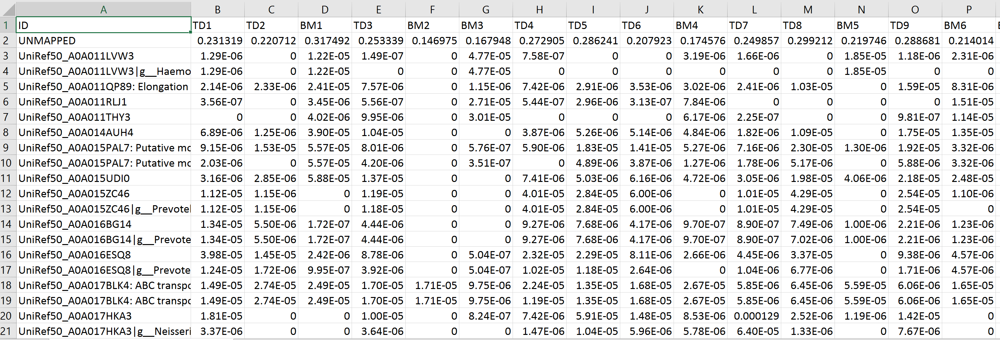 A B C D E F G H I J K L M N O P
1 ID TD1 TD2 BM1 TD3 BM2 BM3 TD4 TD5 TD6 BM4 TD7 TD8 BM5 TD9 BM6
2 UNMAPPED 0.231319 0.220712 0.317492 0.253339 0.146975 0.167948 0.272905 0.286241 0.207923 0.174576 0.249857 0.299212 0.219746 0.288681 0.214014
3 UniRef50_A0A011LVW3 1.29E-06 0 1.22E-05 1.49E-07 0 4.77E-05 7.58E-07 0 0 3.19E-06 1.66E-06 0 1.85E-05 1.18E-06 2.31E-06
4 UniRef50_A0A011LVW3|g__Haemo 1.29E-06 0 1.22E-05 0 0 4.77E-05 0 0 0 0 0 0 1.85E-05 0 0
5 UniRef50_A0A011QP89: Elongation 2.14E-06 2.33E-06 2.41E-05 7.57E-06 0 1.15E-06 7.42E-06 2.91E-06 3.53E-06 3.02E-06 2.41E-06 1.03E-05 0 1.59E-05 8.31E-06
6 UniRef50_A0A011RLJ1 3.56E-07 0 3.45E-06 5.56E-07 0 2.71E-05 5.44E-07 2.96E-06 3.13E-07 7.84E-06 0 0 0 0 1.51E-05
7 UniRef50_A0A011THY3 0 0 4.02E-06 9.95E-06 0 3.01E-05 0 0 0 6.17E-06 2.25E-07 0 0 9.81E-07 1.14E-05
8 UniRef50_A0A014AUH4 6.89E-06 1.25E-06 3.90E-05 1.04E-05 0 0 3.87E-06 5.26E-06 5.14E-06 4.84E-06 1.82E-06 1.09E-05 0 1.75E-05 1.35E-05
9 UniRef50_A0A015PAL7: Putative mo 9.15E-06 1.53E-05 5.57E-05 8.01E-06 0 5.76E-07 5.90E-06 1.83E-05 1.41E-05 5.27E-06 7.16E-06 2.30E-05 1.30E-06 1.92E-05 3.32E-06
10 UniRef50_A0A015PAL7: Putative mo 2.03E-06 0 5.57E-05 4.20E-06 0 3.51E-07 0 4.89E-06 3.87E-06 1.27E-06 1.78E-06 5.17E-06 0 5.88E-06 3.32E-06
11 UniRef50_A0A015UDI0 3.16E-06 2.85E-06 5.88E-05 1.37E-05 0 0 7.41E-06 5.03E-06 6.16E-06 4.72E-06 3.05E-06 1.98E-05 4.06E-06 2.18E-05 2.48E-05
12 UniRef50_A0A015ZC46 1.12E-05 1.15E-06 0 1.19E-05 0 0 4.01E-05 2.84E-05 6.00E-06 0 1.01E-05 4.29E-05 0 2.54E-05 1.10E-06
13 UniRef50_A0A015ZC46|g__Prevotel 1.12E-05 1.15E-06 0 1.18E-05 0 0 4.01E-05 2.84E-05 6.00E-06 0 1.01E-05 4.29E-05 0 2.54E-05 0
14 UniRef50_A0A016BG14 1.34E-05 5.50E-06 1.72E-07 4.44E-06 0 0 9.27E-06 7.68E-06 4.17E-06 9.70E-07 8.90E-07 7.49E-06 1.00E-06 2.21E-06 1.23E-06
15 UniRef50_A0A016BG14|g__Prevote 1.34E-05 5.50E-06 1.72E-07 4.44E-06 0 0 9.27E-06 7.68E-06 4.17E-06 9.70E-07 8.90E-07 7.02E-06 1.00E-06 2.21E-06 1.23E-06
16 UniRef50_A0A016ESQ8 3.98E-05 1.45E-05 2.42E-06 8.78E-06 0 5.04E-07 2.32E-05 2.29E-05 8.11E-06 2.66E-06 4.45E-06 3.37E-05 0 9.38E-06 4.57E-06
17 UniRef50_A0A016ESQ8|g__Prevote 1.24E-05 1.72E-06 9.95E-07 3.92E-06 0 5.04E-07 1.02E-05 1.18E-05 2.64E-06 0 1.04E-06 6.77E-06 0 1.71E-06 4.57E-06
18 UniRef50_A0A017BLK4: ABC transpo 1.49E-05 2.74E-05 2.49E-05 1.70E-05 1.71E-05 9.75E-06 2.24E-05 1.35E-05 1.68E-05 2.67E-05 5.85E-06 6.45E-06 5.59E-05 6.06E-06 1.65E-05
19 UniRef50_A0A017BLK4: ABC transpo 1.49E-05 2.74E-05 2.49E-05 1.70E-05 1.71E-05 9.75E-06 1.19E-05 1.35E-05 1.68E-05 2.67E-05 5.85E-06 6.45E-06 5.59E-05 6.06E-06 1.65E-05
20 UniRef50_A0A017HKA3 1.81E-05 0 0 1.00E-05 0 8.24E-07 7.42E-06 5.91E-05 1.48E-05 8.53E-06 0.000129 2.52E-06 1.19E-06 1.42E-05 0
21 UniRef50_A0A017HKA3|g__Neisseri 3.37E-06 0 0 3.64E-06 0 0 1.47E-06 1.04E-05 5.96E-06 5.78E-06 6.40E-05 1.33E-06 0 7.67E-06 0